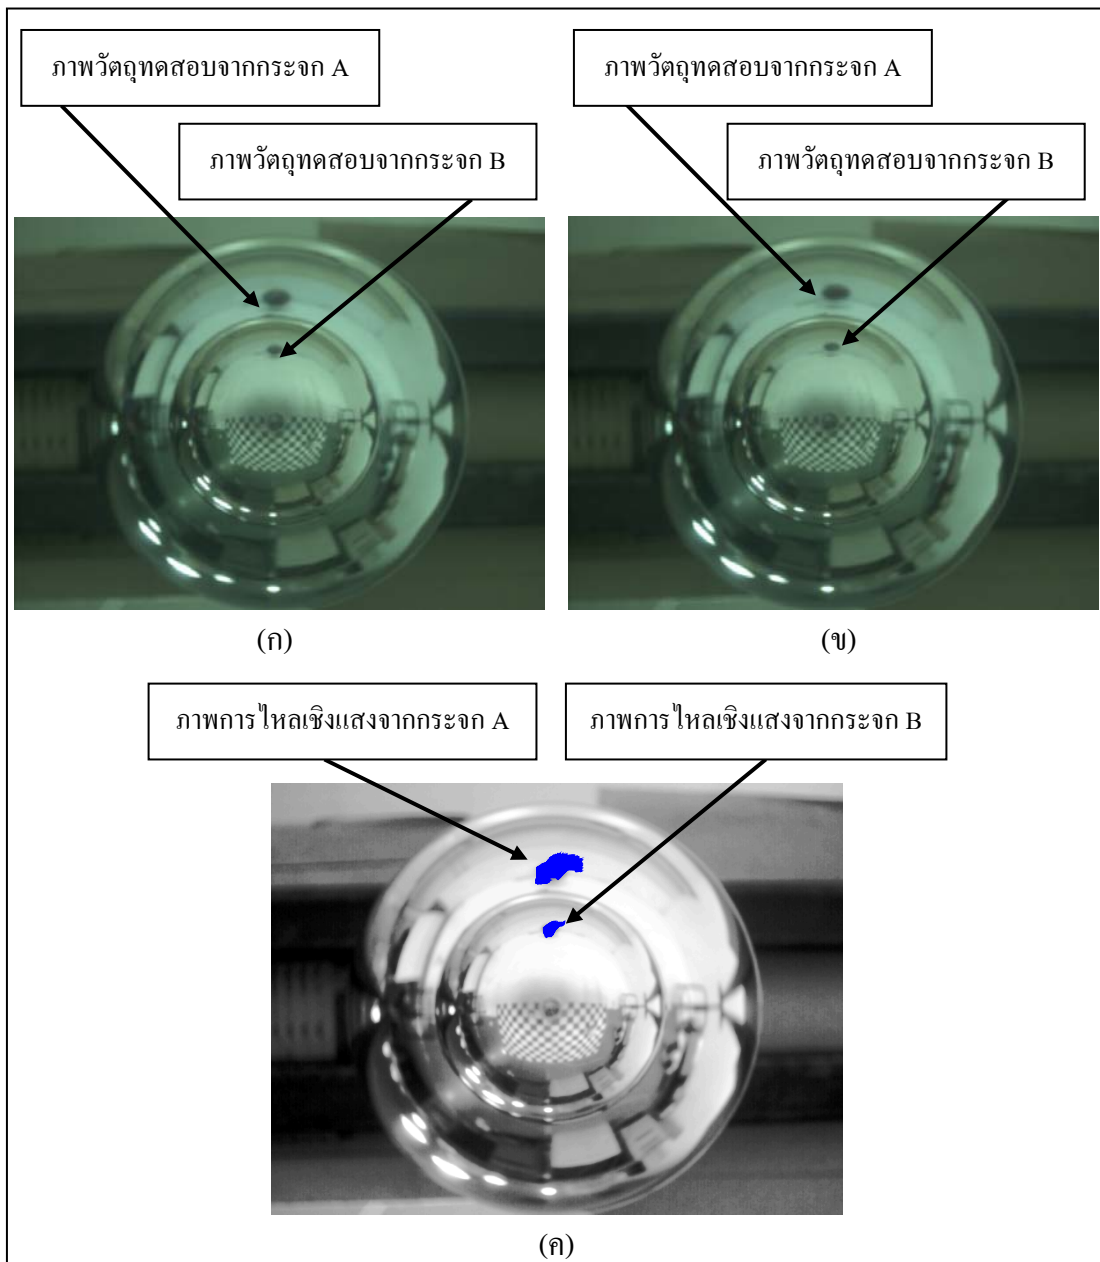 ภาพวัตถุทดสอบจากกระจก A
ภาพวัตถุทดสอบจากกระจก A
ภาพวัตถุทดสอบจากกระจก B
ภาพวัตถุทดสอบจากกระจก B
(ก)
(ข)
ภาพการไหลเชิงแสงจากกระจก A
ภาพการไหลเชิงแสงจากกระจก B
(ค)